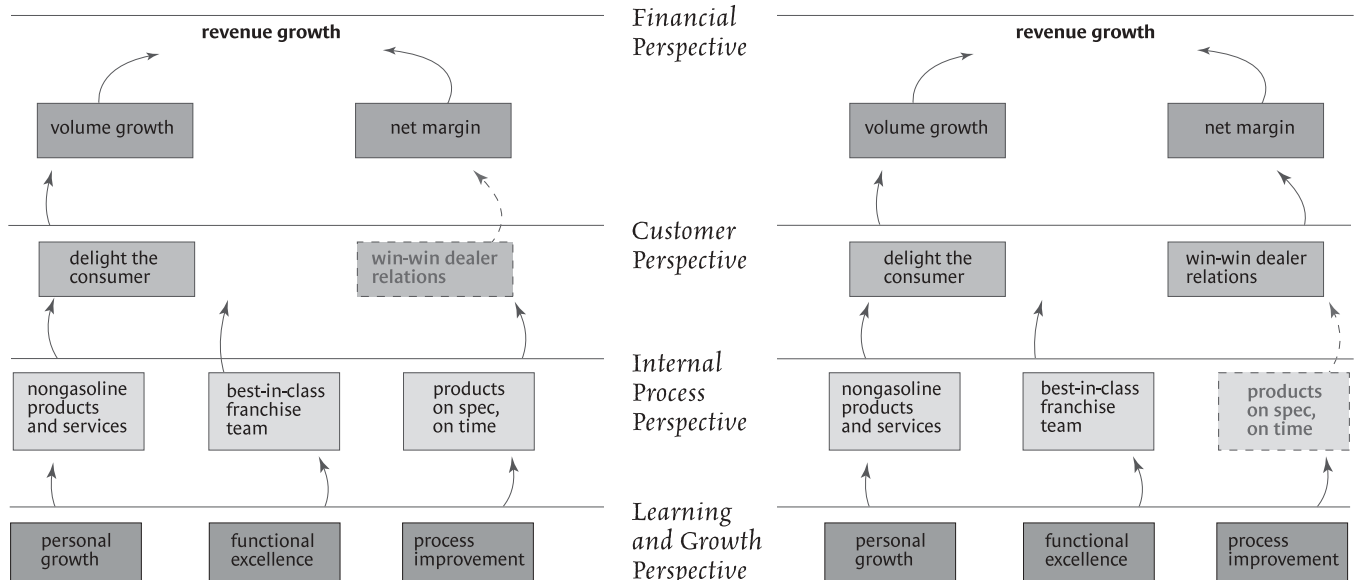 revenue growth
volume growth
net margin
delight the
consumer
win-win dealer
relations
nongasoline
products
and services
best-in-class
franchise
team
products
on spec,
on time
personal
growth
functional
excellence
process
improvement
Financial
Perspective
Customer
Perspective
Internal
Process
Perspective
Learning
and Growth
Perspective
revenue growth
volume growth
net margin
delight the
consumer
win-win dealer
relations
nongasoline
products
and services
best-in-class
franchise
team
products
on spec,
on time
personal
growth
functional
excellence
process
improvement